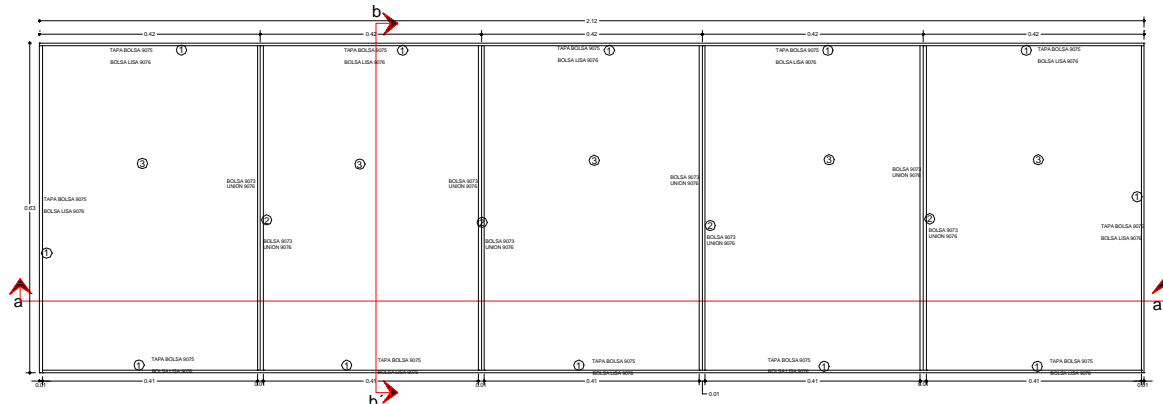 b
2.12
0.42 0.42 0.42 0.42 0.42
TAPA BOLSA 9075 1 TAPA BOLSA 9075 1 TAPA BOLSA 9075 1 TAPA BOLSA 9075 1 1 TAPA BOLSA 9075
BOLSA LISA 9076 BOLSA LISA 9076 BOLSA LISA 9076 BOLSA LISA 9076 BOLSA LISA 9076
3 3 3 3 3
BOLSA 9073 BOLSA 9073 BOLSA 9073 BOLSA 9073
UNION 9076 UNION 9076 UNION 9076 UNION 9076
TAPA BOLSA 9075 1
0.63
BOLSA LISA 9076
2 2 2 2
TAPA BOLSA 9075
BOLSA 9073 BOLSA 9073 BOLSA 9073 BOLSA 9073
UNION 9076 UNION 9076 UNION 9076 UNION 9076
BOLSA LISA 9076
1
a a
1 TAPA BOLSA 9075 1 TAPA BOLSA 9075 1 TAPA BOLSA 9075 1 TAPA BOLSA 9075 1 TAPA BOLSA 9075
BOLSA LISA 9076 BOLSA LISA 9076 BOLSA LISA 9076 BOLSA LISA 9076 BOLSA LISA 9076
0.01 0.41 0.01 0.41 0.01 0.41 0.41 0.01 0.41 0.01
0.01
b´